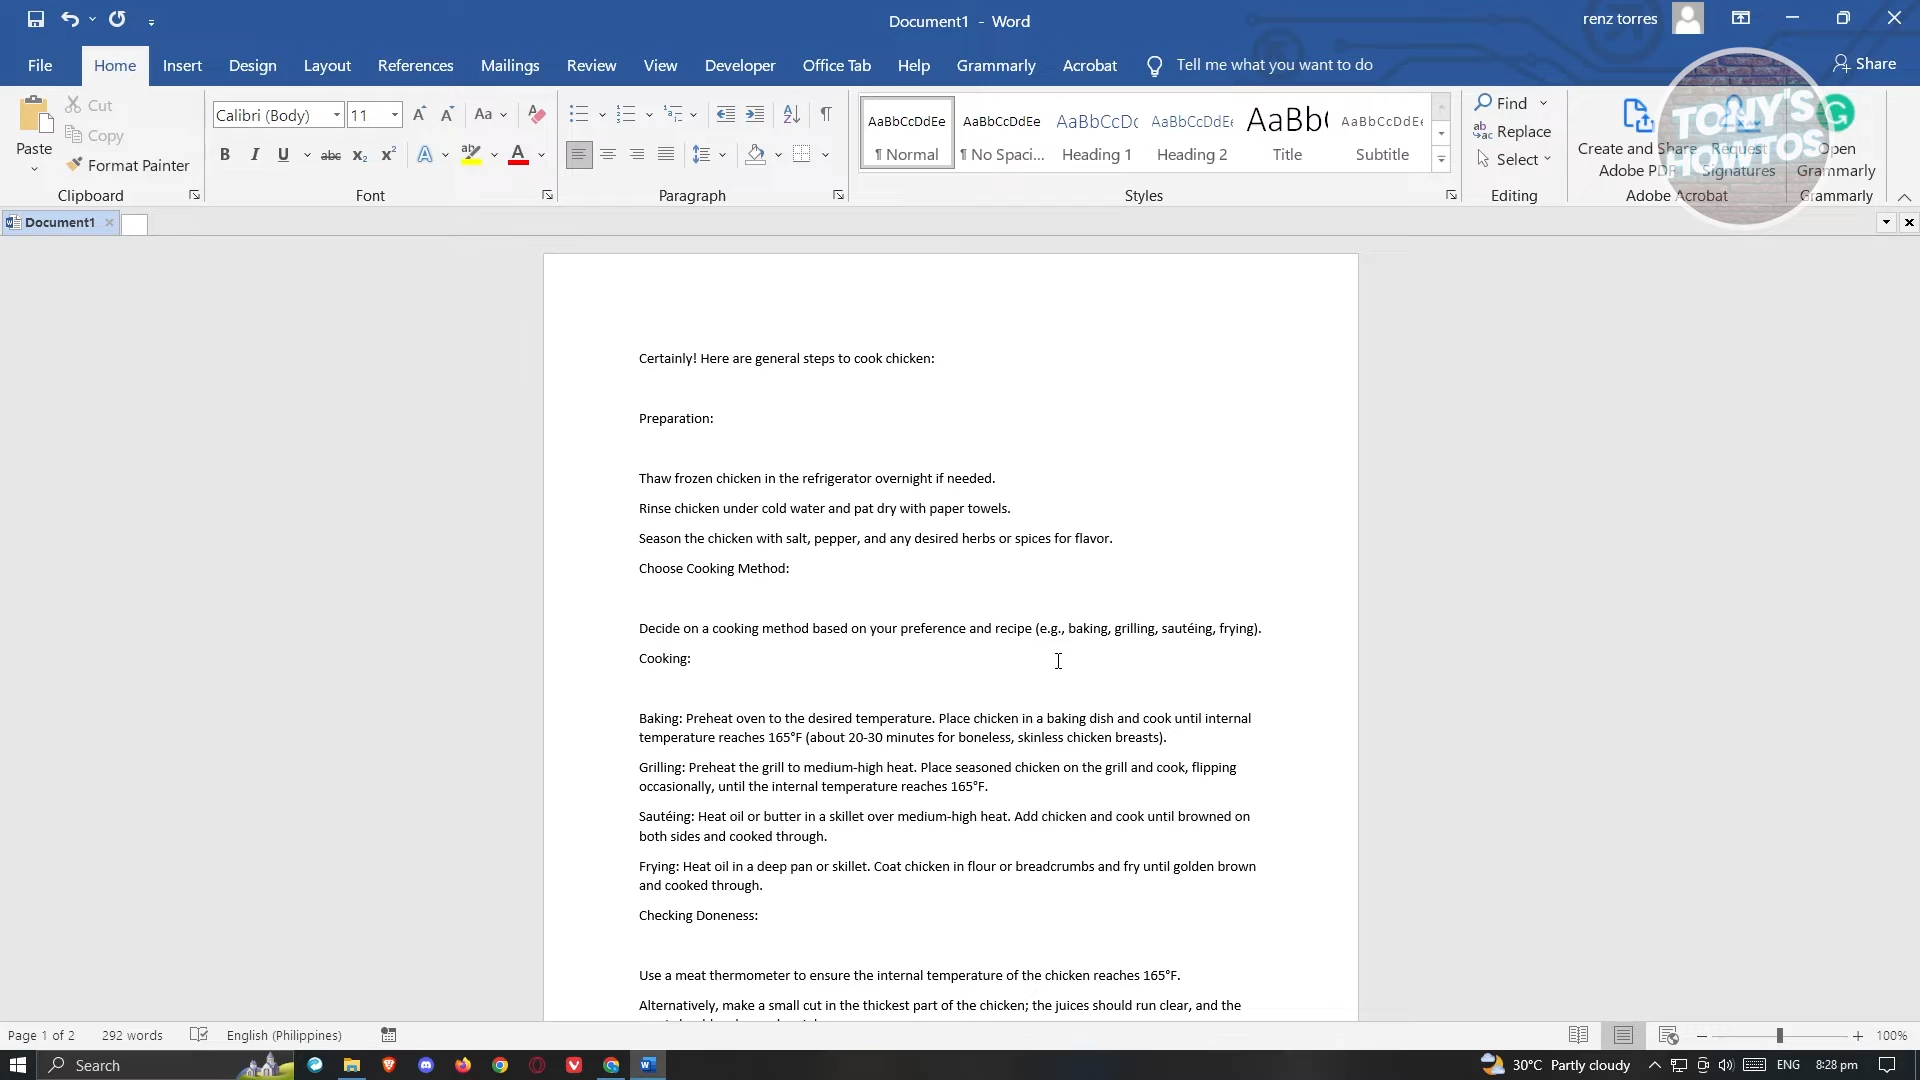 Document1 - Word
renz torres
File Home Insert Design Layout References Mailings Review View Developer Office Tab Help Grammarly Acrobat Tell me what you want to do Share
Paste
Cut
Copy
Format Painter
Clipboard
Calibri (Body) 11
Aa
B I U abc x₂ x²
Font
Paragraph
AaBbCcDdEe AaBbCcDdEe AaBbCcDc AaBbCcDdEe AaBb( AaBbCcDdEe
¶ Normal ¶ No Spaci... Heading 1 Heading 2 Title Subtitle
Styles
Find
Replace
Select
Editing
Create and Share
Adobe PDF
Request
Signatures
Adobe Acrobat
Open
Grammarly
Grammarly
TONY'S
HOWTOS
Document1
Certainly! Here are general steps to cook chicken:
Preparation:
Thaw frozen chicken in the refrigerator overnight if needed.
Rinse chicken under cold water and pat dry with paper towels.
Season the chicken with salt, pepper, and any desired herbs or spices for flavor.
Choose Cooking Method:
Decide on a cooking method based on your preference and recipe (e.g., baking, grilling, sautéing, frying).
Cooking:
Baking: Preheat oven to the desired temperature. Place chicken in a baking dish and cook until internal
temperature reaches 165°F (about 20-30 minutes for boneless, skinless chicken breasts).
Grilling: Preheat the grill to medium-high heat. Place seasoned chicken on the grill and cook, flipping
occasionally, until the internal temperature reaches 165°F.
Sautéing: Heat oil or butter in a skillet over medium-high heat. Add chicken and cook until browned on
both sides and cooked through.
Frying: Heat oil in a deep pan or skillet. Coat chicken in flour or breadcrumbs and fry until golden brown
and cooked through.
Checking Doneness:
Use a meat thermometer to ensure the internal temperature of the chicken reaches 165°F.
Alternatively, make a small cut in the thickest part of the chicken; the juices should run clear, and the
Page 1 of 2 292 words English (Philippines) 100%
Search 30°C Partly cloudy ENG 8:28 pm